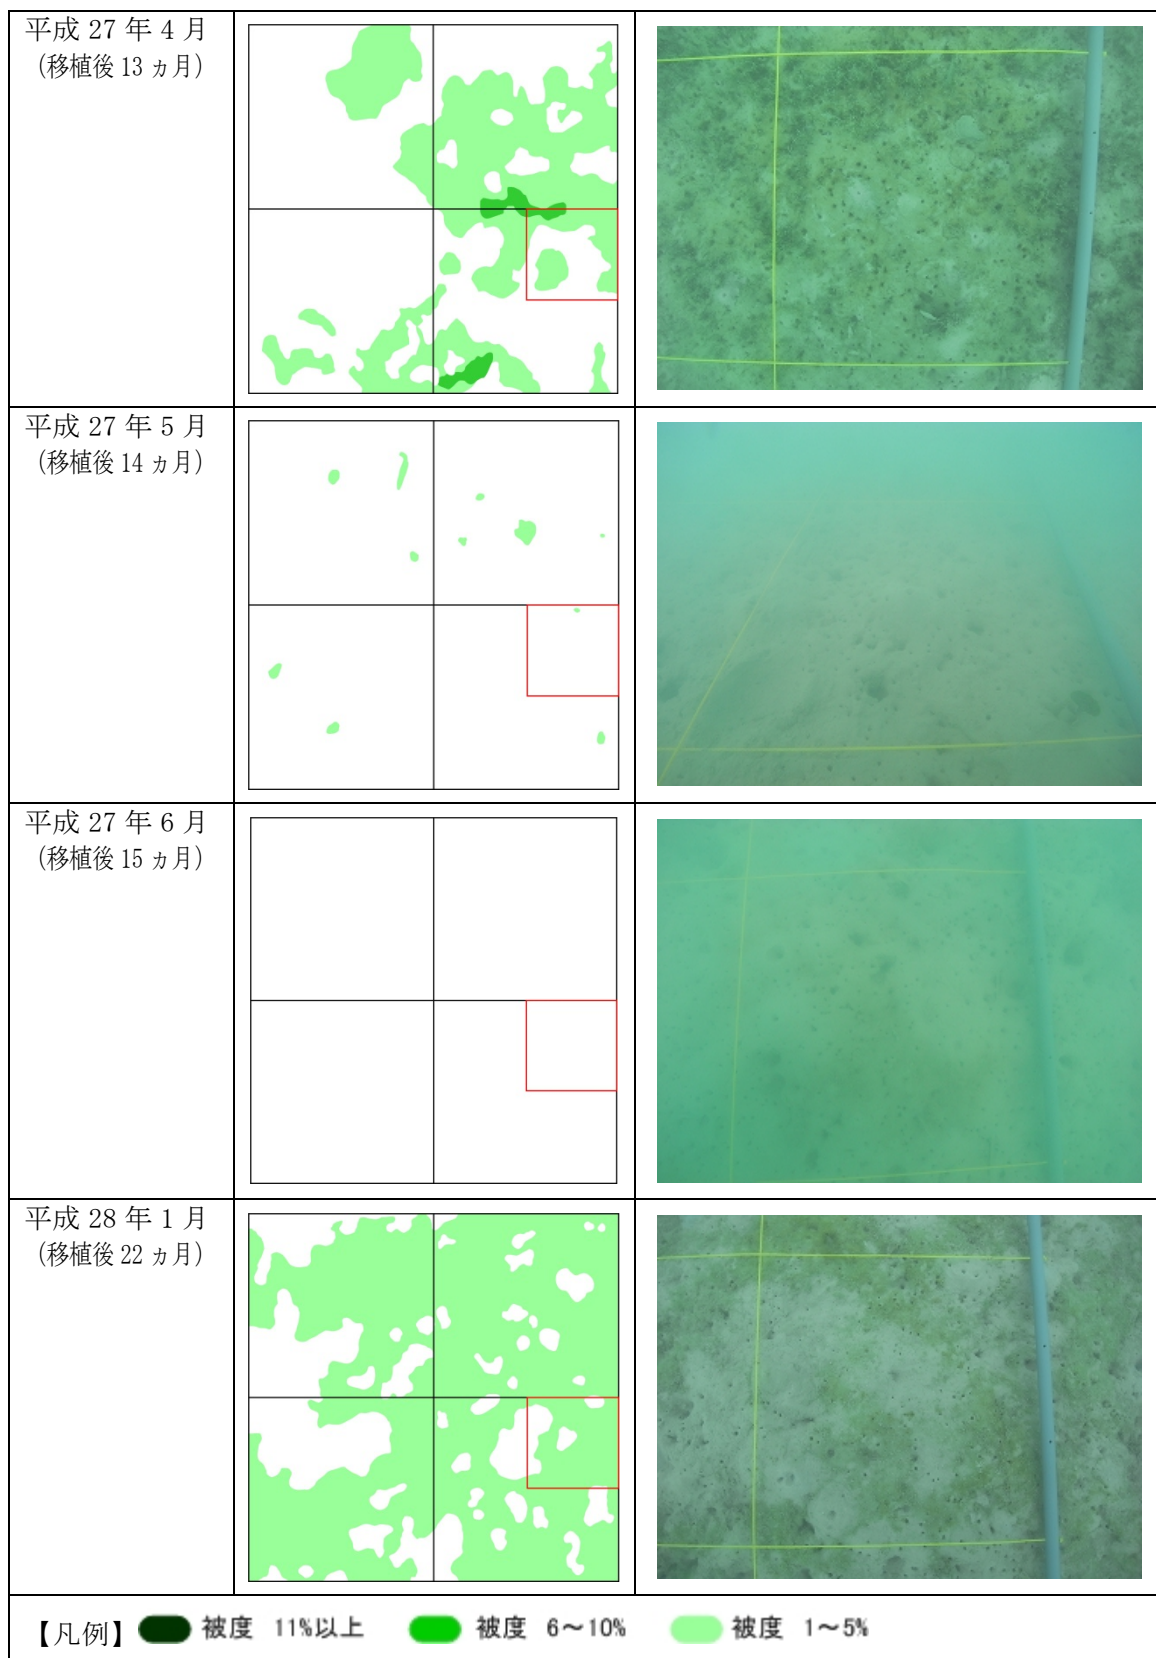 平成 27 年 4 月
（移植後 13 ヵ月）
平成 27 年 5 月
（移植後 14 ヵ月）
平成 27 年 6 月
（移植後 15 ヵ月）
平成 28 年 1 月
（移植後 22 ヵ月）
【凡例】 被度 11%以上 被度 6～10% 被度 1～5%